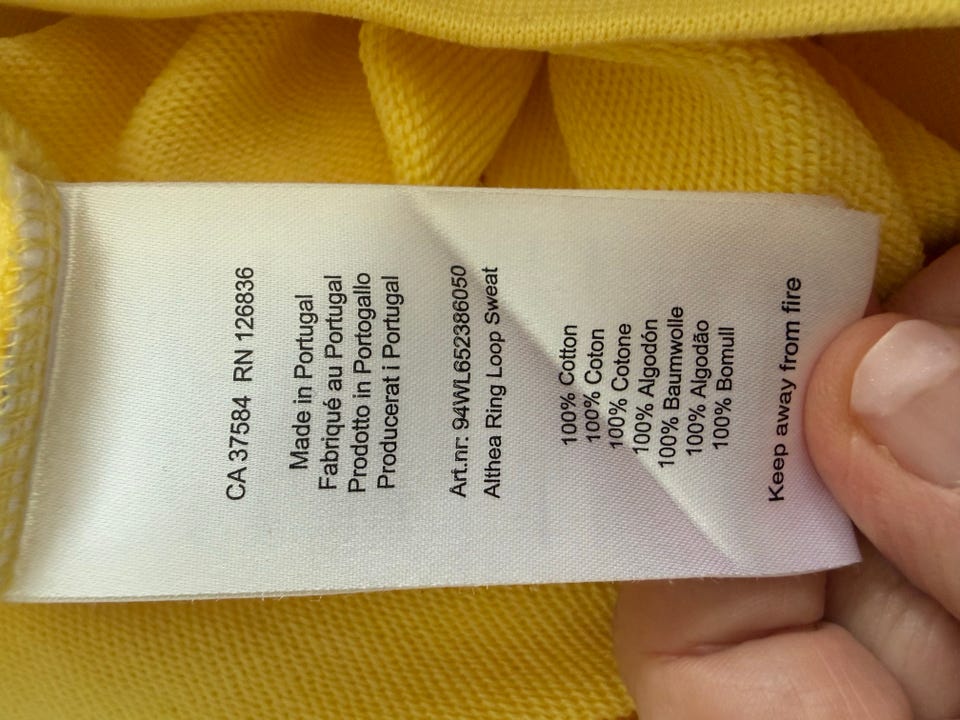 CA 37584 RN 126836
Made in Portugal
Fabriqué au Portugal
Prodotto in Portogallo
Producerat i Portugal
Art.nr: 94WL652386050
Althea Ring Loop Sweat
100% Cotton
100% Coton
100% Cotone
100% Algodón
100% Baumwolle
100% Algodão
100% Bomull
Keep away from fire